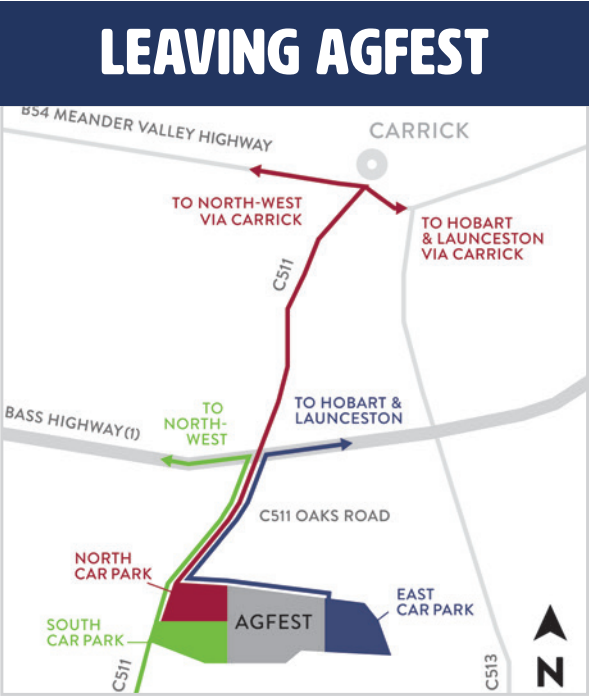 LEAVING AGFEST
B54 MEANDER VALLEY HIGHWAY
CARRICK
TO NORTH-WEST
VIA CARRICK
TO HOBART
& LAUNCESTON
VIA CARRICK
C511
TO
NORTH-
WEST
TO HOBART &
LAUNCESTON
BASS HIGHWAY(1)
C511 OAKS ROAD
NORTH
CAR PARK
SOUTH
CAR PARK
AGFEST
EAST
CAR PARK
C511
C513
N